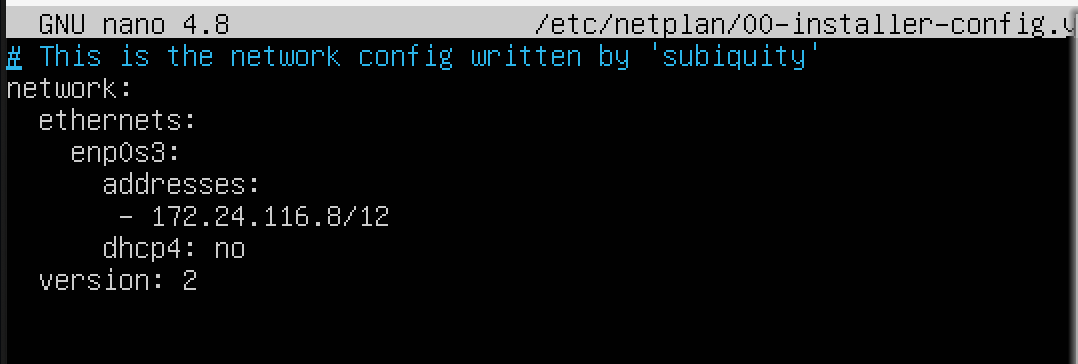 GNU nano 4.8 /etc/netplan/00-installer-config.y
# This is the network config written by 'subiquity'
network:
  ethernets:
    enp0s3:
      addresses:
       - 172.24.116.8/12
      dhcp4: no
  version: 2